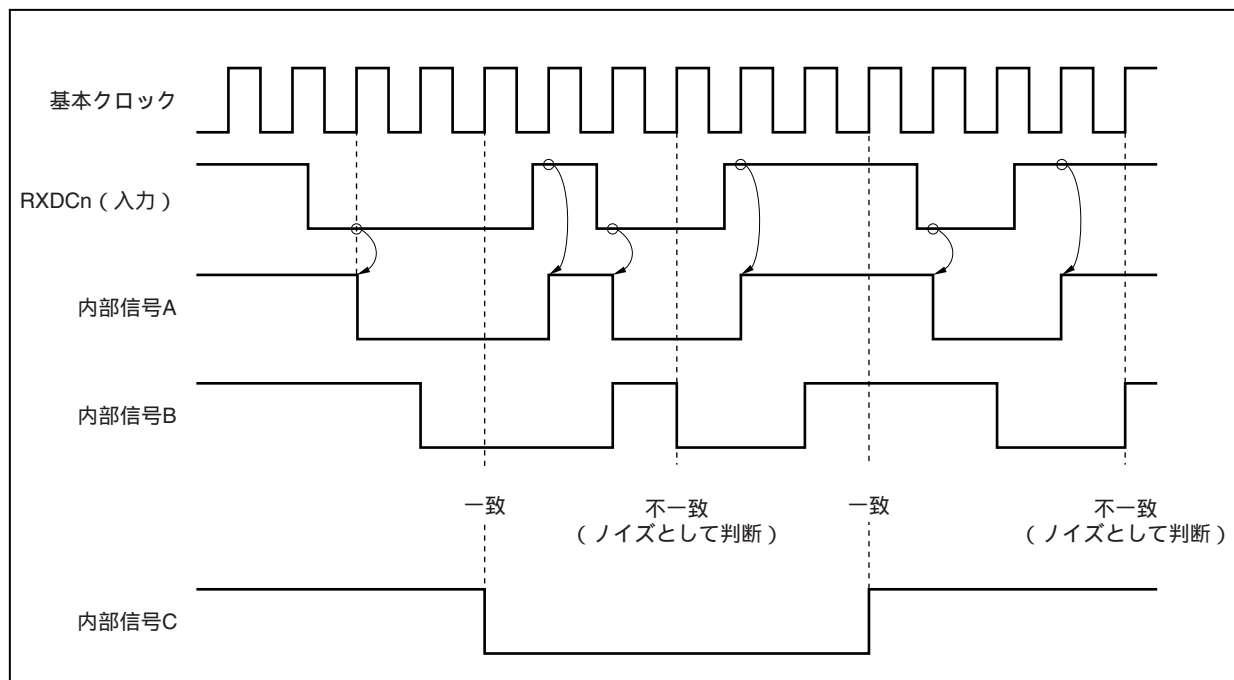 基本クロック
RXDCn（入力）
内部信号A
内部信号B
一致
不一致
（ノイズとして判断）
一致
不一致
（ノイズとして判断）
内部信号C